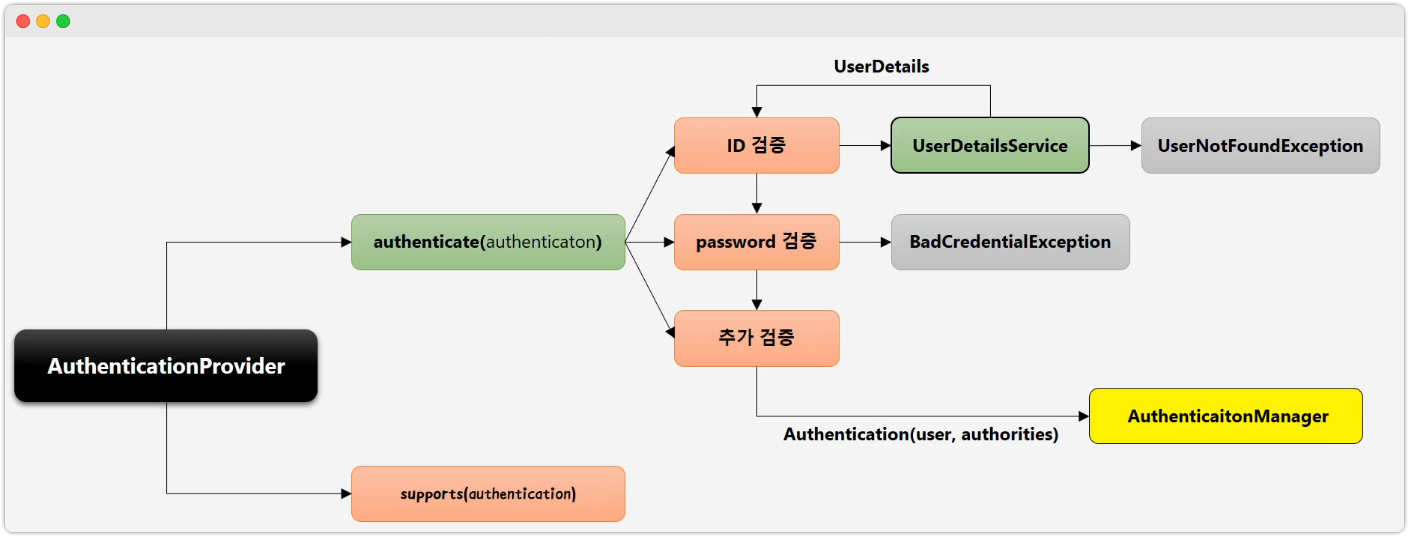 UserDetails
ID 검증
UserDetailsService
UserNotFoundException
authenticate(authenticaton)
password 검증
BadCredentialException
추가 검증
AuthenticationProvider
AuthenticaitonManager
Authentication(user, authorities)
supports(authentication)